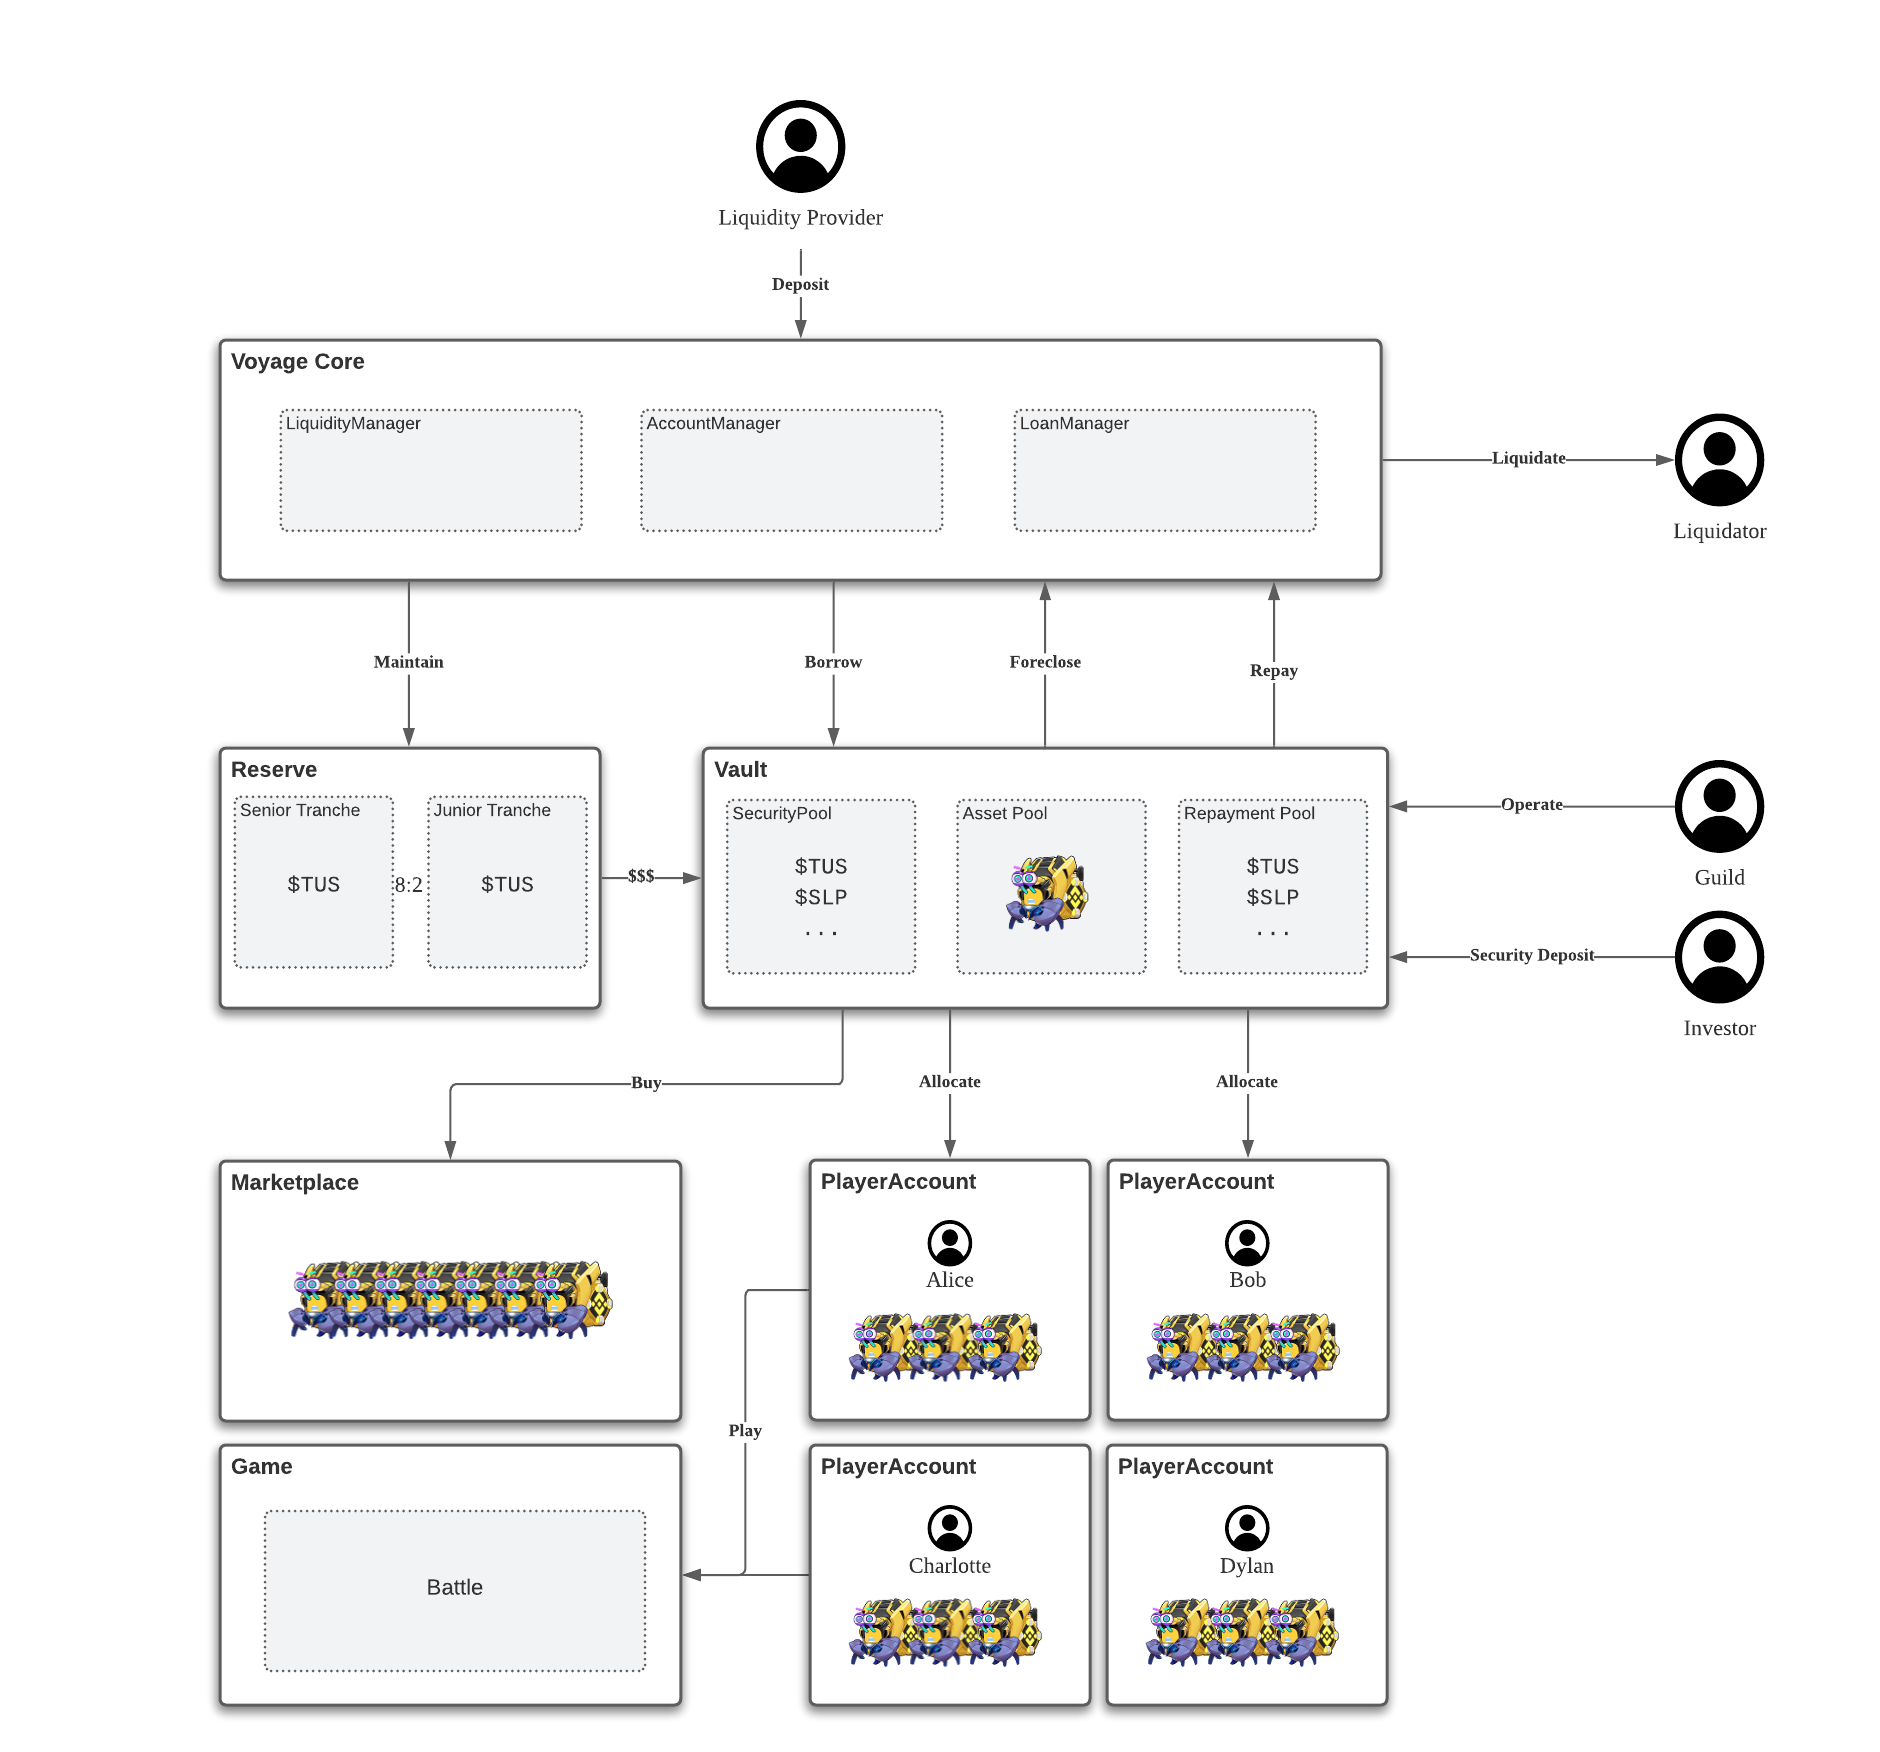 Liquidity Provider
Deposit
Voyage Core
LiquidityManager
AccountManager
LoanManager
Liquidate
Liquidator
Maintain
Borrow
Foreclose
Repay
Reserve
Senior Tranche
$TUS
8:2
Junior Tranche
$TUS
$$$
Vault
SecurityPool
$TUS
$SLP
...
Asset Pool
Repayment Pool
$TUS
$SLP
...
Operate
Guild
Security Deposit
Investor
Buy
Allocate
Allocate
Marketplace
PlayerAccount
Alice
PlayerAccount
Bob
Play
Game
Battle
PlayerAccount
Charlotte
PlayerAccount
Dylan